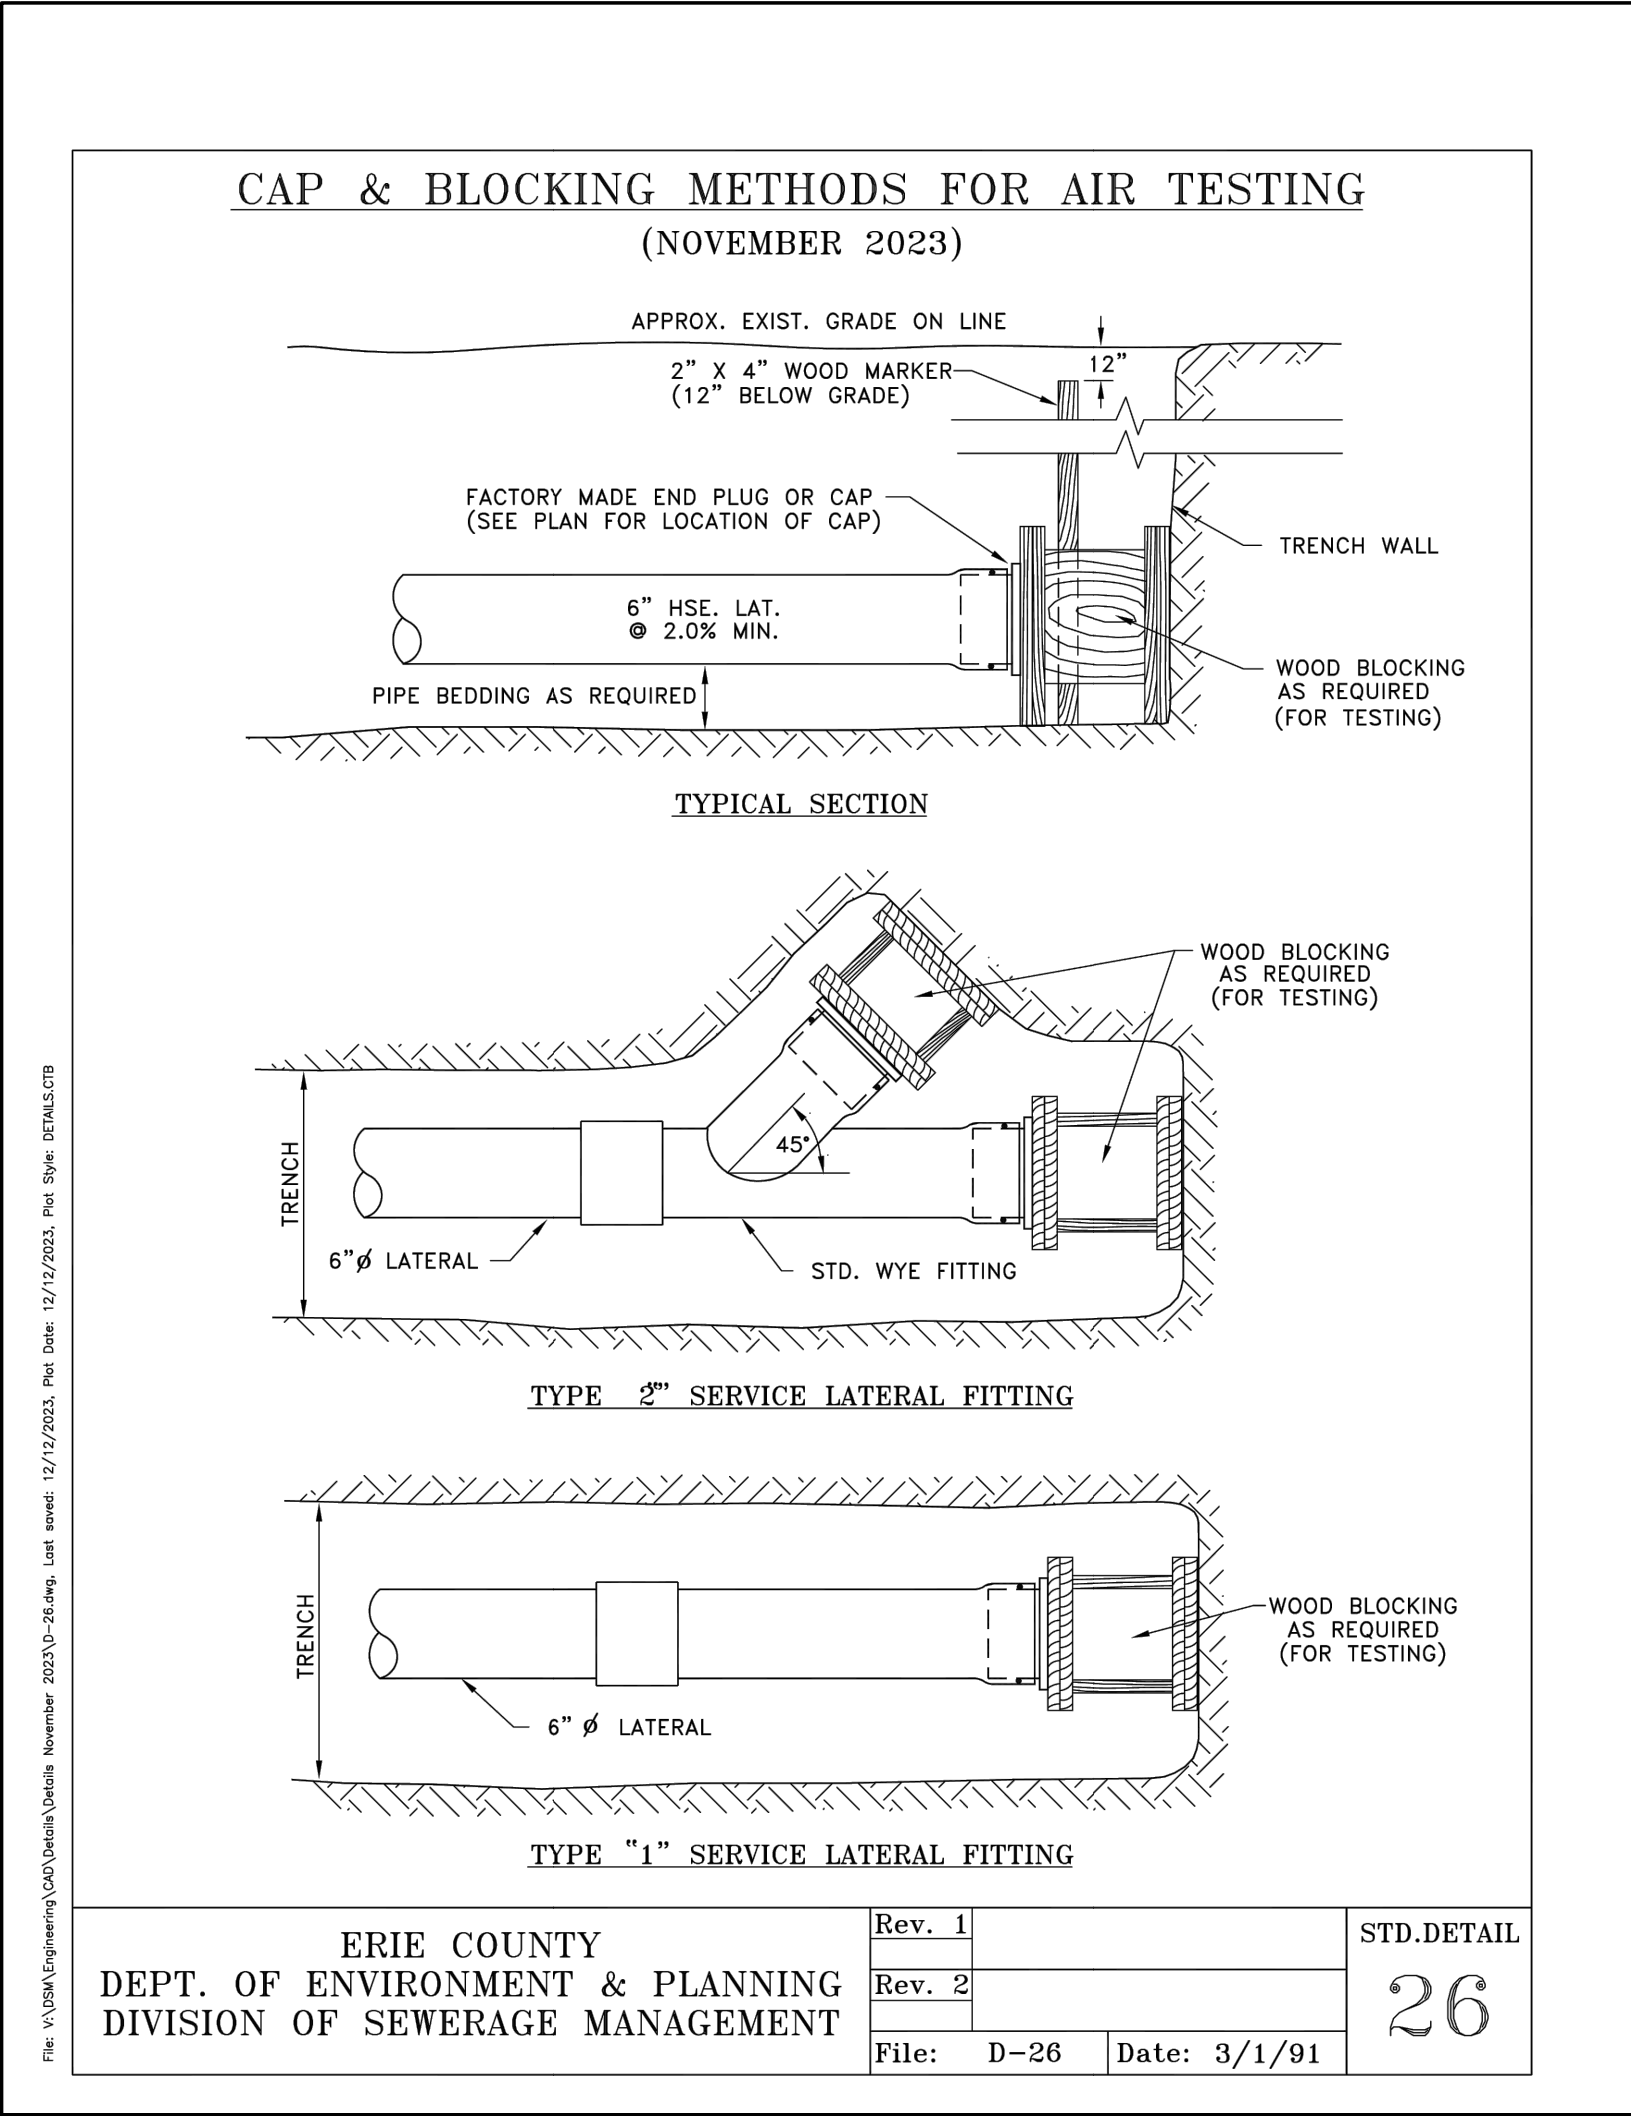 CAP & BLOCKING METHODS FOR AIR TESTING
(NOVEMBER 2023)
APPROX. EXIST. GRADE ON LINE
12”
2” X 4” WOOD MARKER
(12” BELOW GRADE)
FACTORY MADE END PLUG OR CAP
(SEE PLAN FOR LOCATION OF CAP)
TRENCH WALL
6” HSE. LAT.
@ 2.0% MIN.
WOOD BLOCKING
AS REQUIRED
(FOR TESTING)
PIPE BEDDING AS REQUIRED
TYPICAL SECTION
WOOD BLOCKING
AS REQUIRED
(FOR TESTING)
TRENCH
45°
6”ø LATERAL
STD. WYE FITTING
TYPE “2” SERVICE LATERAL FITTING
TRENCH
WOOD BLOCKING
AS REQUIRED
(FOR TESTING)
6” ø LATERAL
TYPE “1” SERVICE LATERAL FITTING
ERIE COUNTY
DEPT. OF ENVIRONMENT & PLANNING
DIVISION OF SEWERAGE MANAGEMENT
Rev. 1
Rev. 2
File: D-26
Date: 3/1/91
STD.DETAIL
26
File: V:\DSM\Engineering\CAD\Details\Details November 2023\D-26.dwg, Last saved: 12/12/2023, Plot Date: 12/12/2023, Plot Style: DETAILS.CTB